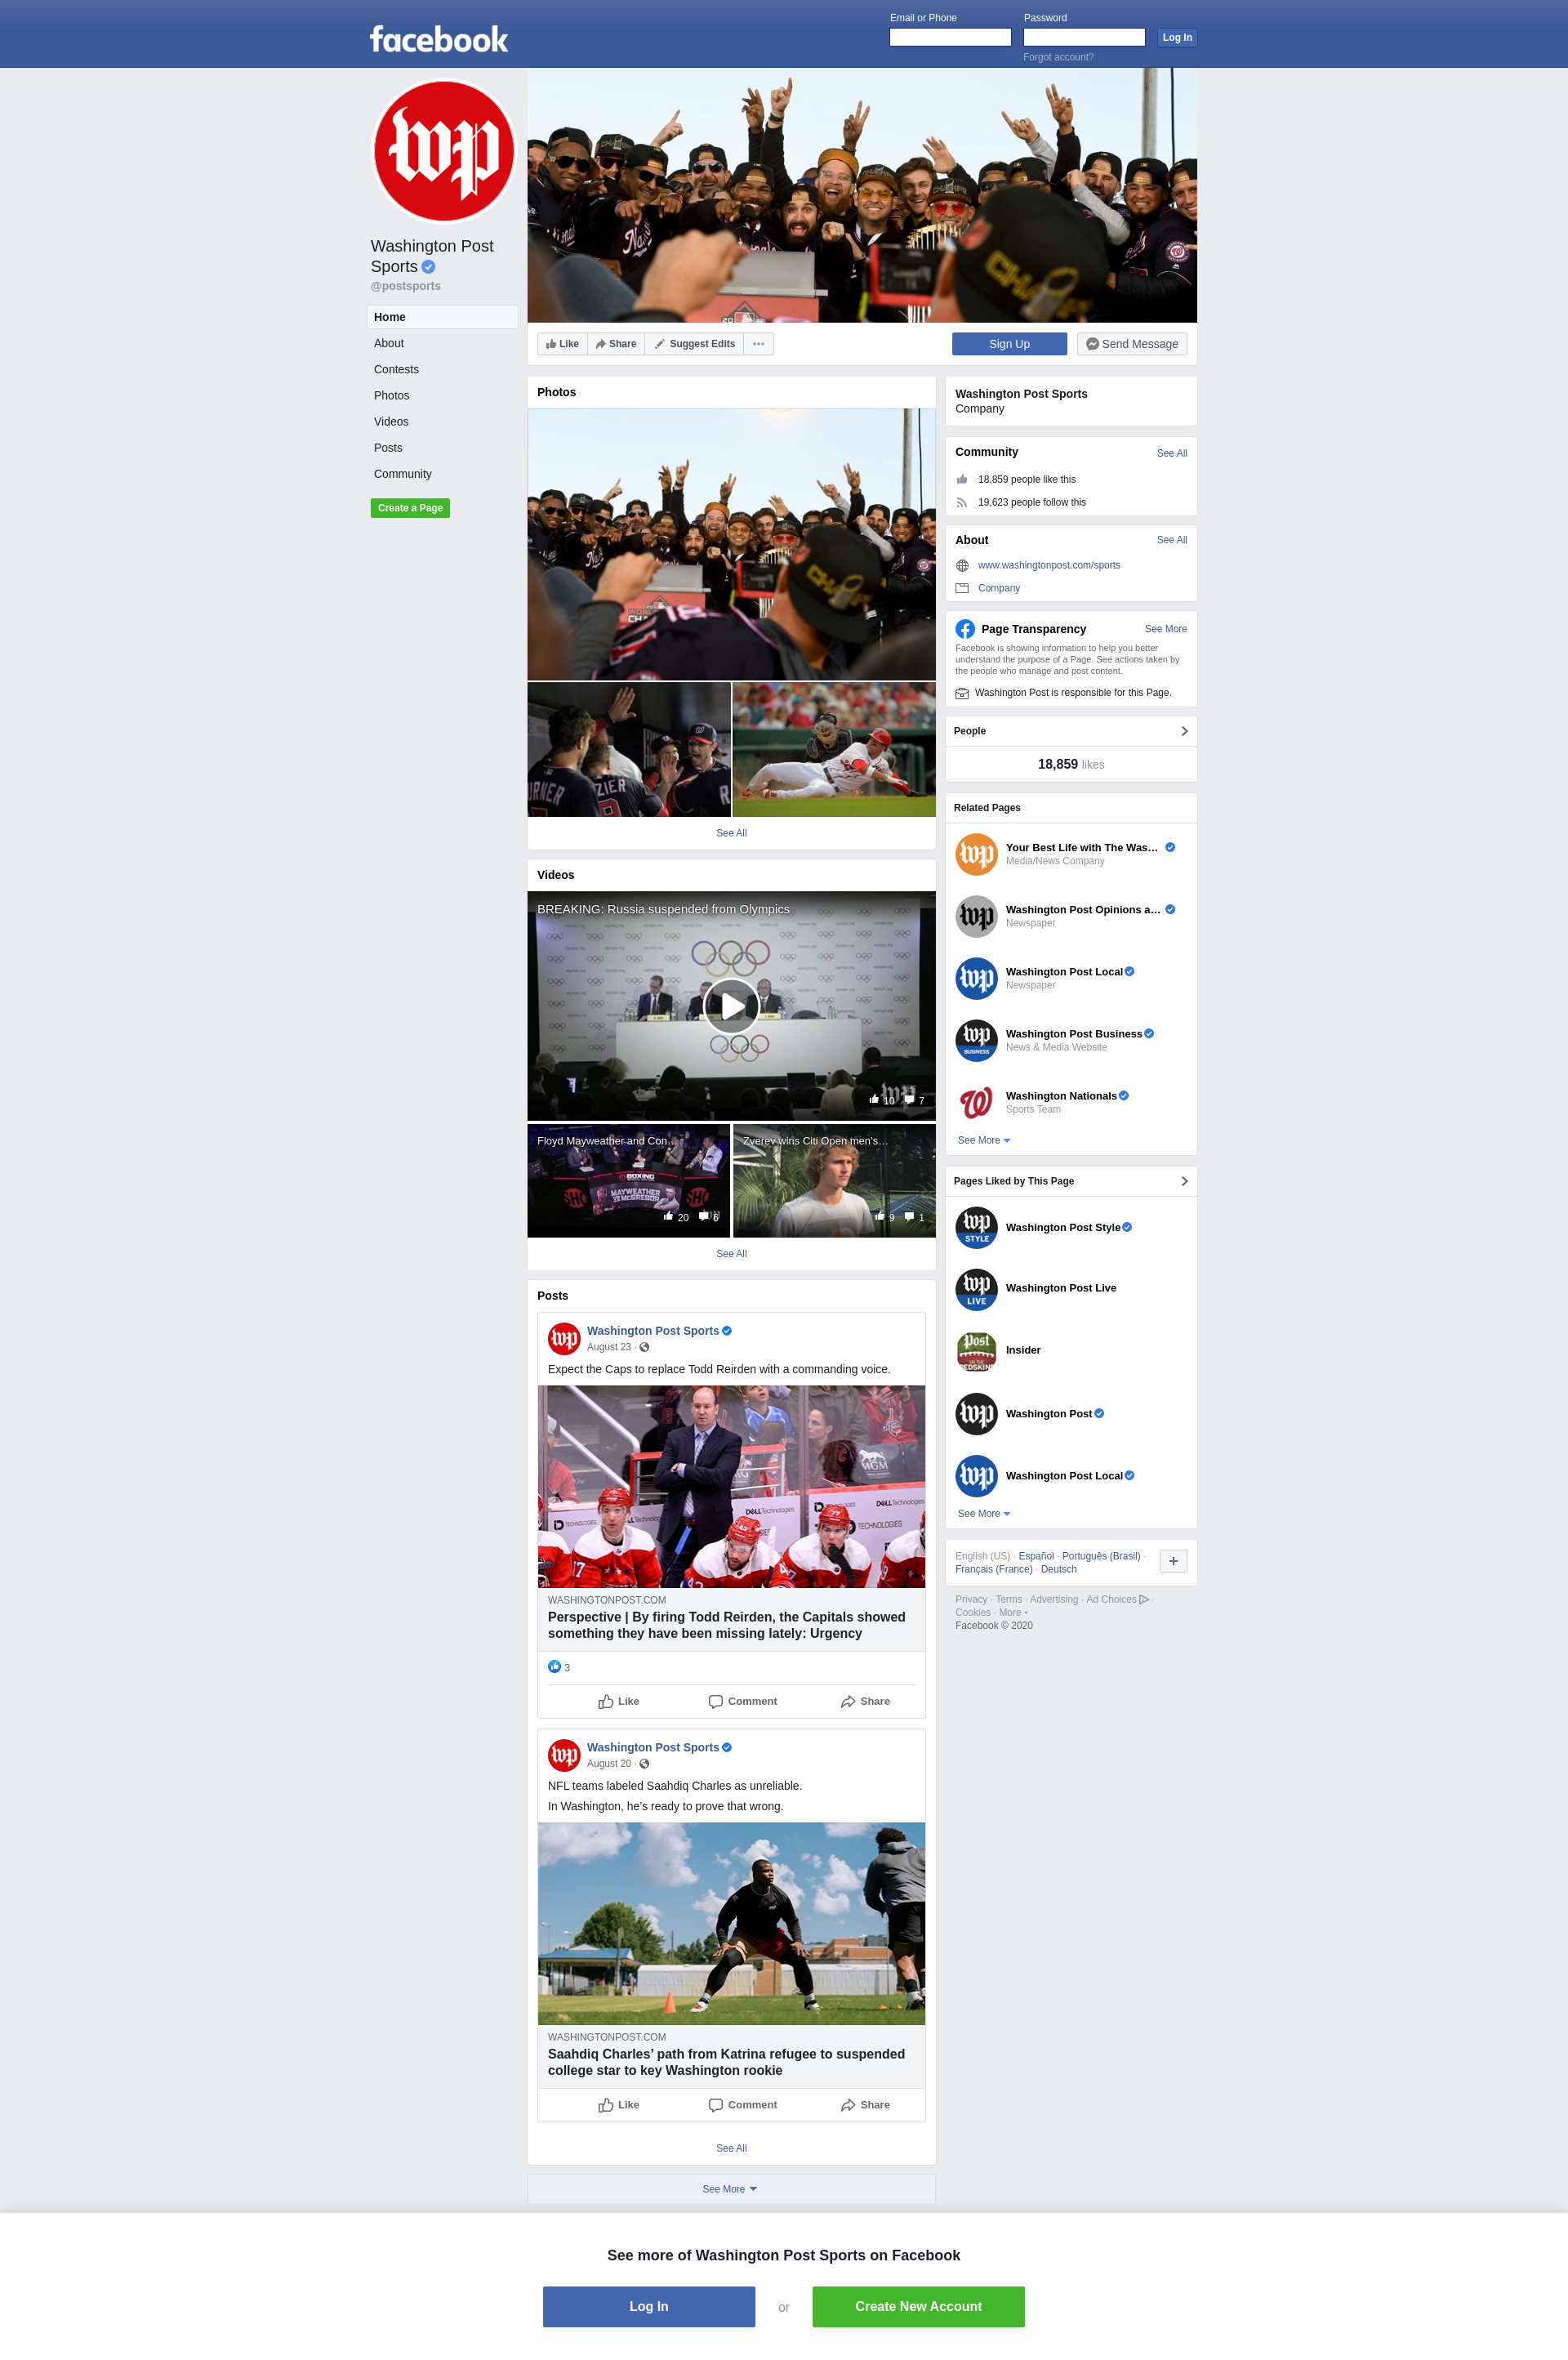 facebook
Email or Phone
Password
Log In
Forgot account?
wp
Washington Post
Sports
@postsports
Home
About
Contests
Photos
Videos
Posts
Community
Create a Page
Like
Share
Suggest Edits
Sign Up
Send Message
Photos
See All
Videos
BREAKING: Russia suspended from Olympics
10
7
Floyd Mayweather and Con…
BOXING
MAYWEATHER
McGREGOR
20
6
Zverev wins Citi Open men's…
9
1
See All
Posts
Washington Post Sports
August 23 ·
Expect the Caps to replace Todd Reirden with a commanding voice.
WASHINGTONPOST.COM
Perspective | By firing Todd Reirden, the Capitals showed
something they have been missing lately: Urgency
3
Like
Comment
Share
Washington Post Sports
August 20 ·
NFL teams labeled Saahdiq Charles as unreliable.
In Washington, he's ready to prove that wrong.
WASHINGTONPOST.COM
Saahdiq Charles' path from Katrina refugee to suspended
college star to key Washington rookie
Like
Comment
Share
See All
See More
Washington Post Sports
Company
Community
See All
18,859 people like this
19,623 people follow this
About
See All
www.washingtonpost.com/sports
Company
Page Transparency
See More
Facebook is showing information to help you better
understand the purpose of a Page. See actions taken by
the people who manage and post content.
Washington Post is responsible for this Page.
People
18,859 likes
Related Pages
Your Best Life with The Was…
Media/News Company
Washington Post Opinions a…
Newspaper
Washington Post Local
Newspaper
Washington Post Business
News & Media Website
Washington Nationals
Sports Team
See More
Pages Liked by This Page
Washington Post Style
Washington Post Live
Insider
Washington Post
Washington Post Local
See More
English (US) · Español · Português (Brasil) ·
Français (France) · Deutsch
Privacy · Terms · Advertising · Ad Choices ·
Cookies · More
Facebook © 2020
See more of Washington Post Sports on Facebook
Log In
or
Create New Account